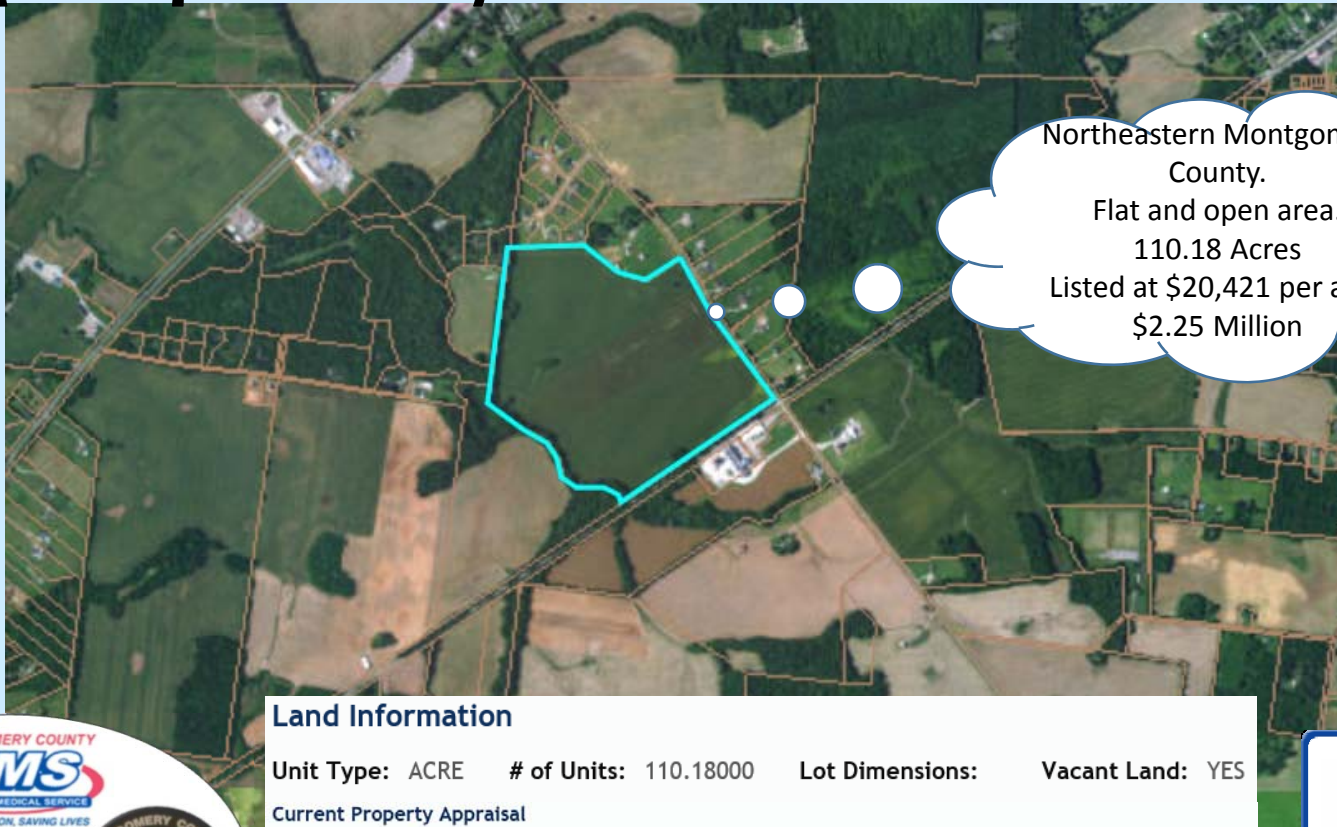 Northeastern Montgom
County.
Flat and open area.
110.18 Acres
Listed at $20,421 per a
$2.25 Million
Land Information
Unit Type: ACRE # of Units: 110.18000 Lot Dimensions: Vacant Land: YES
Current Property Appraisal
MERY COUNTY
MS
MEDICAL SERVICE
ON, SAVING LIVES
OMERY CO